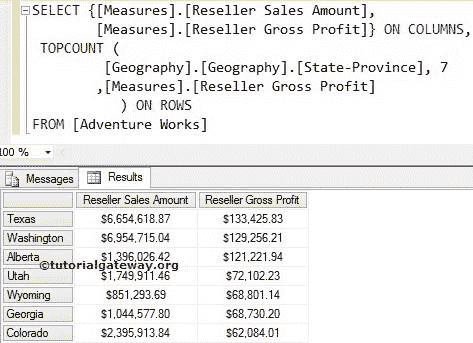 SELECT {[Measures].[Reseller Sales Amount],
[Measures].[Reseller Gross Profit]} ON COLUMNS,
TOPCOUNT (
[Geography].[Geography].[State-Province], 7
,[Measures].[Reseller Gross Profit]
) ON ROWS
FROM [Adventure Works]
100 %
Messages Results
Reseller Sales Amount Reseller Gross Profit
Texas $6,654,618.87 $133,425.83
Washington $6,954,715.04 $129,256.21
Alberta $1,396,026.42 $121,221.94
©tutorialgateway.org
Utah $1,749,911.46 $72,102.23
Wyoming $851,293.69 $68,801.14
Georgia $1,044,577.80 $68,730.20
Colorado $2,395,913.84 $62,084.01